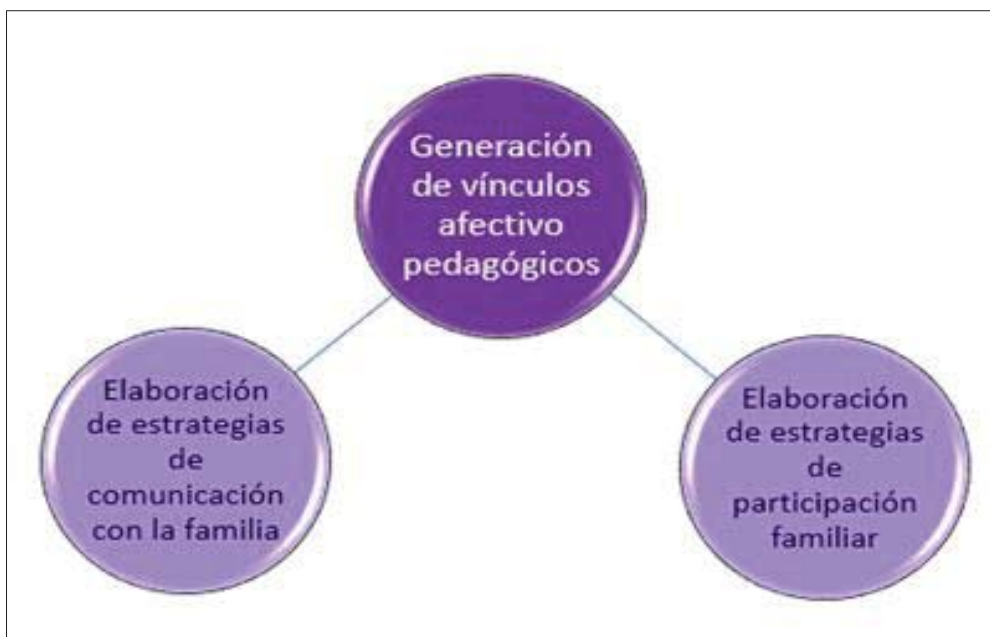 Generación
de vínculos
afectivo
pedagógicos
Elaboración
de estrategias
de
comunicación
con la familia
Elaboración
de estrategias
de
participación
familiar